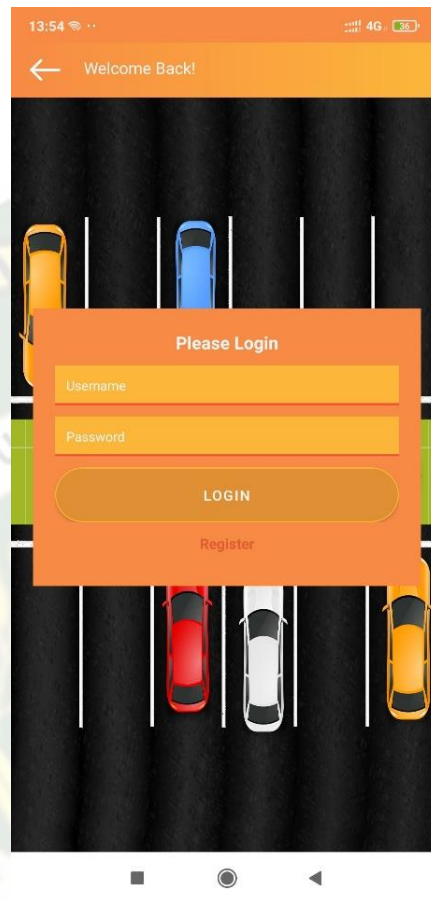 13:54
4G 36
Welcome Back!
Please Login
Username
Password
LOGIN
Register